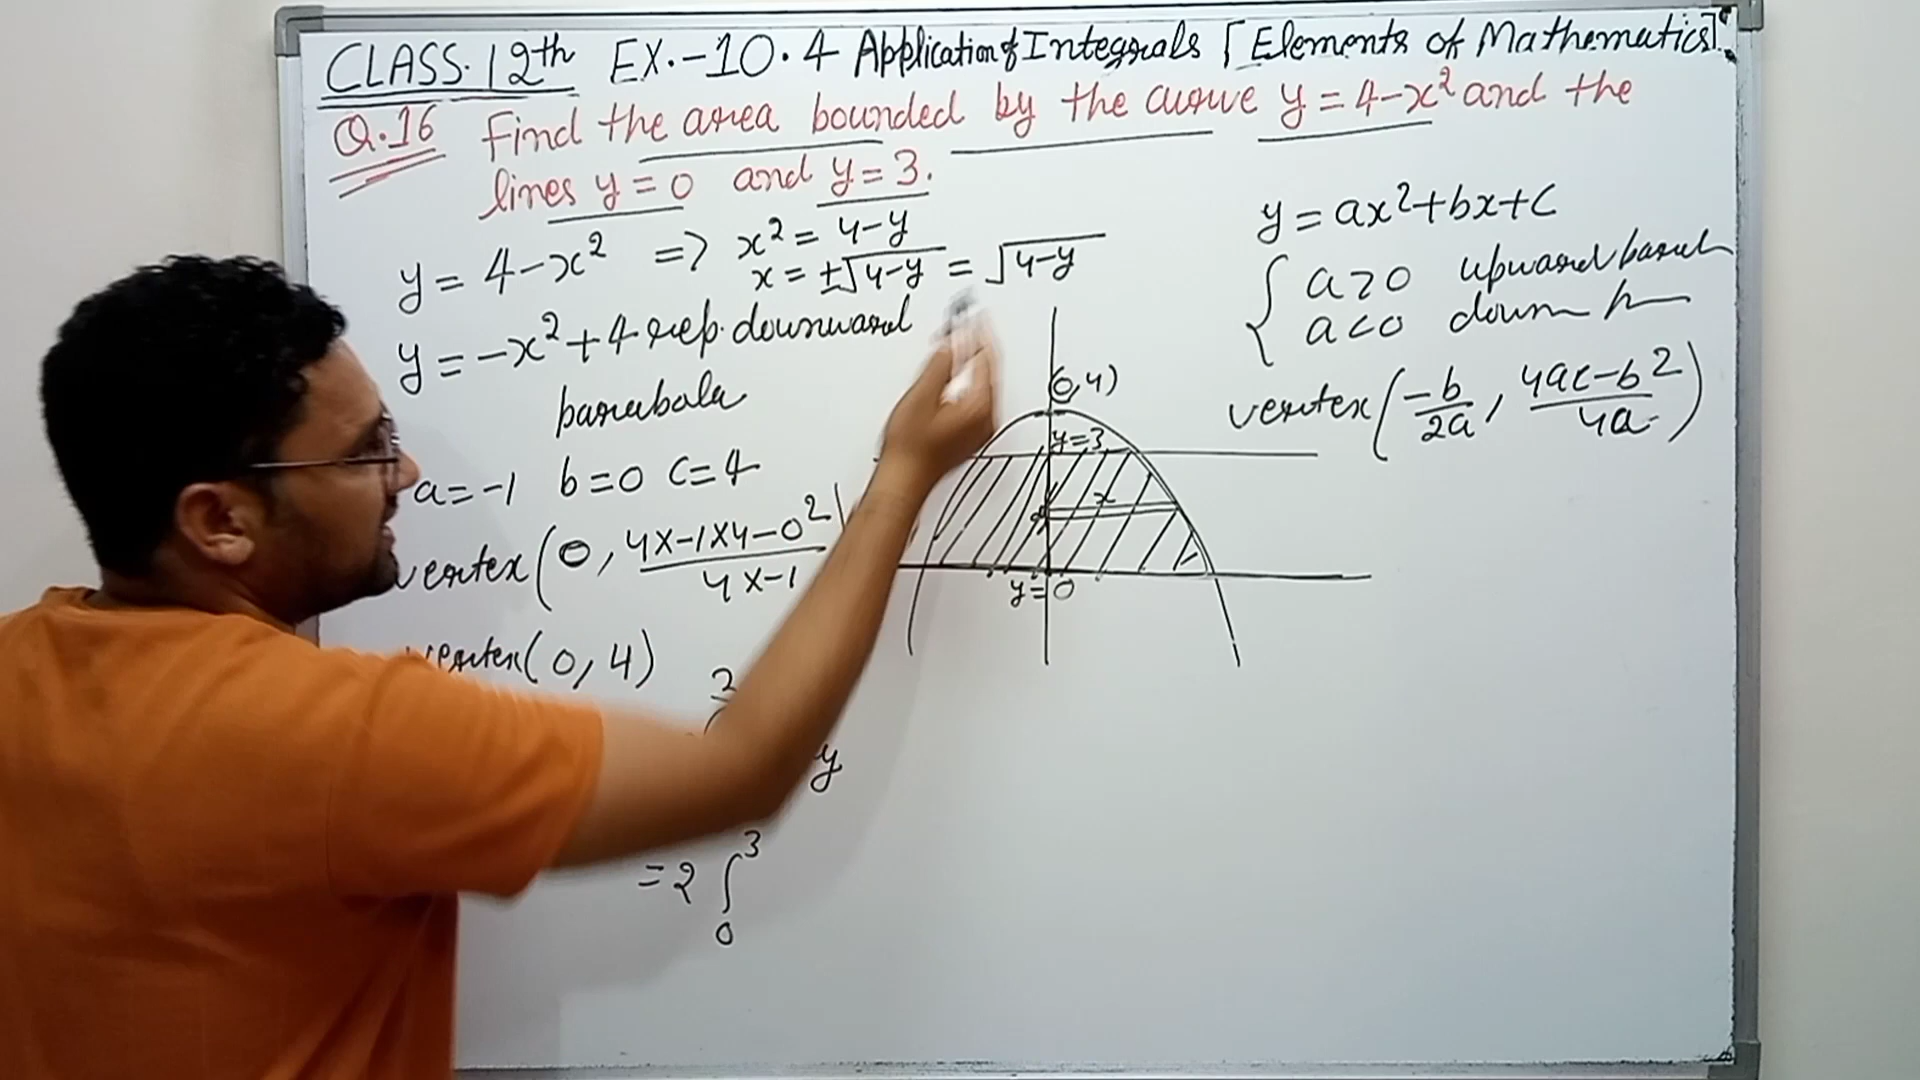 CLASS. 12th EX.-10.4 Application of Integrals [Elements of Mathematics]
Q.16 Find the area bounded by the curve y = 4-x² and the
lines y = 0 and y = 3.
y = 4-x² => x² = 4-y
x = ±√4-y = √4-y
y = -x²+4 rep. downward
parabola
a = -1 b = 0 c = 4
vertex (0, 4x-1x4-0²/4x-1
vertex (0, 4)
y
= 2 ∫₀³
(0,4)
y=3
x
y=0
y = ax²+bx+c
{ a>0 upward
a<0 down
vertex (-b/2a, 4ac-b²/4a)